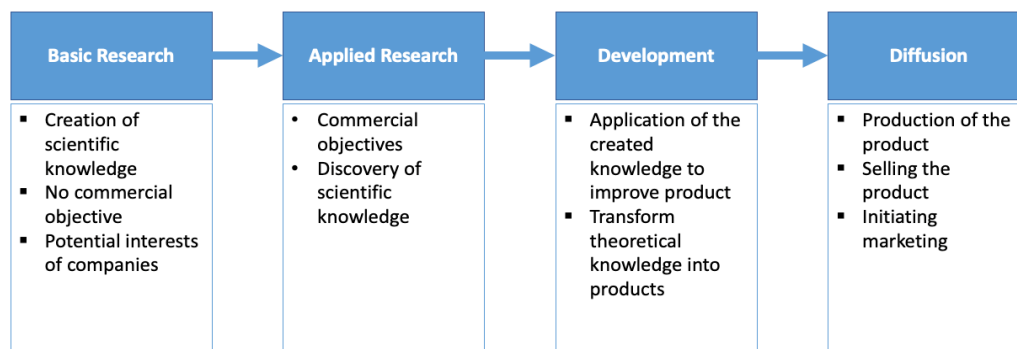 Basic Research
Applied Research
Development
Diffusion
▪ Creation of
scientific
knowledge
▪ No commercial
objective
▪ Potential interests
of companies
• Commercial
objectives
• Discovery of
scientific
knowledge
▪ Application of the
created
knowledge to
improve product
▪ Transform
theoretical
knowledge into
products
▪ Production of the
product
▪ Selling the
product
▪ Initiating
marketing